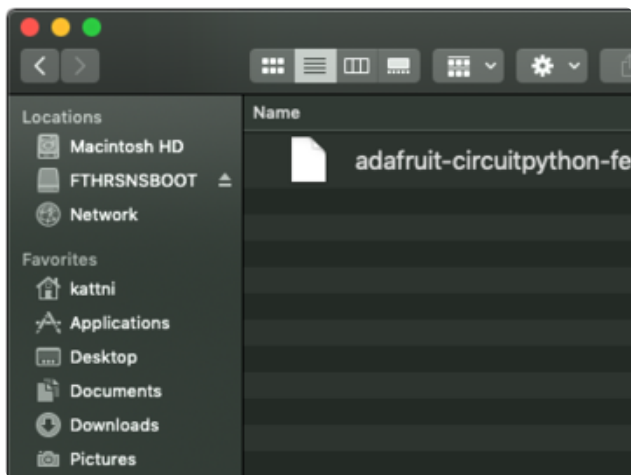 Locations
Name
Macintosh HD
adafruit-circuitpython-fe
FTHRSNSBOOT
Network
Favorites
kattni
Applications
Desktop
Documents
Downloads
Pictures